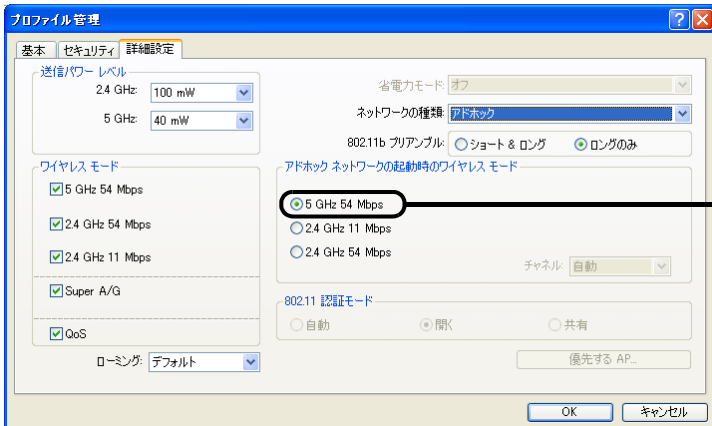 プロファイル管理
基本 セキュリティ 詳細設定
送信パワー レベル
2.4 GHz: 100 mW
5 GHz: 40 mW
省電力モード: オフ
ネットワークの種類: アドホック
802.11b プリアンブル: ショート & ロング ロングのみ
ワイヤレス モード
5 GHz 54 Mbps
2.4 GHz 54 Mbps
2.4 GHz 11 Mbps
Super A/G
QoS
ローミング: デフォルト
アドホック ネットワークの起動時のワイヤレス モード
5 GHz 54 Mbps
2.4 GHz 11 Mbps
2.4 GHz 54 Mbps
チャネル: 自動
802.11 認証モード
自動 開く 共有
優先する AP...
OK キャンセル